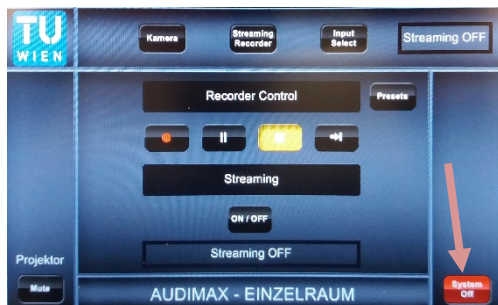 TU
WIEN
Kamera
Streaming
Recorder
Input
Select
Streaming OFF
Recorder Control
Presets
Streaming
ON / OFF
Streaming OFF
Projektor
Mute
AUDIMAX - EINZELRAUM
System
Off